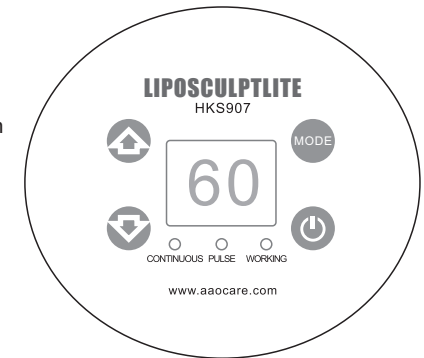 LIPOSCULPTLITE
HKS907
MODE
60
CONTINUOUS PULSE WORKING
www.aaocare.com